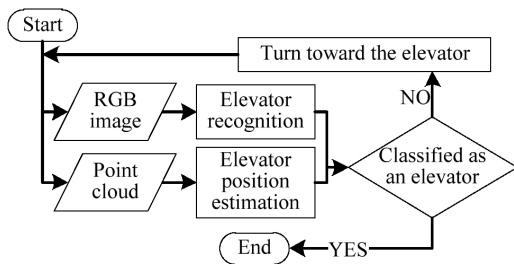 Start
Turn toward the elevator
RGB
image
Elevator
recognition
NO
Point
cloud
Elevator
position
estimation
Classified as
an elevator
End
YES